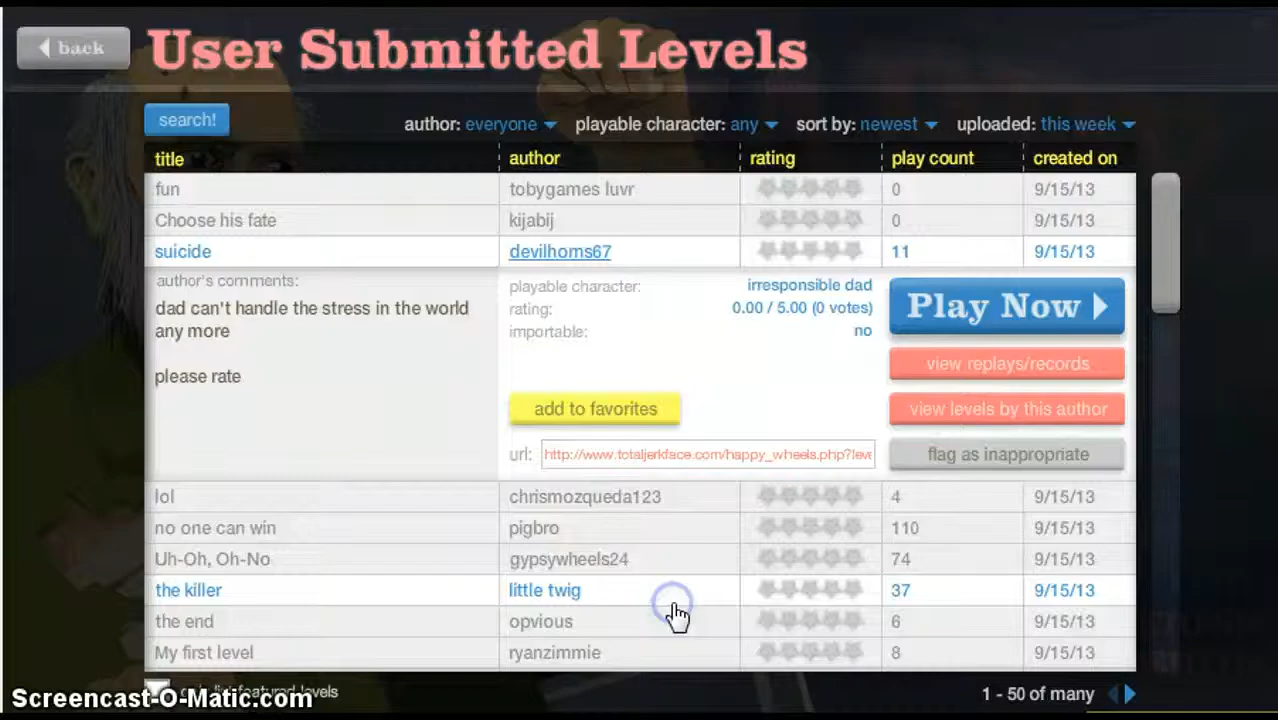 back
User Submitted Levels
search!
author: everyone playable character: any sort by: newest uploaded: this week
title author rating play count created on
fun tobygames luvr 0 9/15/13
Choose his fate kijabij 0 9/15/13
suicide devilhorns67 11 9/15/13
author's comments:
dad can't handle the stress in the world
any more
please rate
playable character: irresponsible dad
rating: 0.00 / 5.00 (0 votes)
importable: no
add to favorites
url: http://www.totaljerkface.com/happy_wheels.php?leve
Play Now
view replays/records
view levels by this author
flag as inappropriate
lol chrismozqueda123 4 9/15/13
no one can win pigbro 110 9/15/13
Uh-Oh, Oh-No gypsywheels24 74 9/15/13
the killer little twig 37 9/15/13
the end opvious 6 9/15/13
My first level ryanzimmie 8 9/15/13
featured levels
Screencast-O-Matic.com
1 - 50 of many